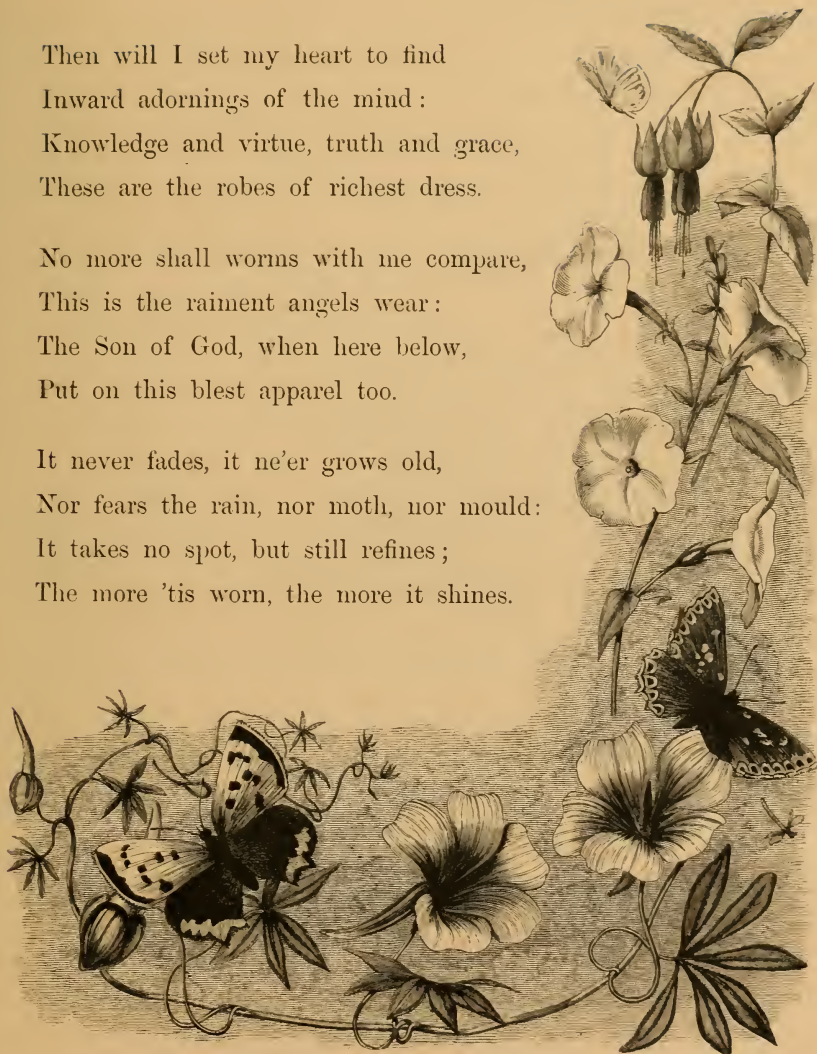 Then will I set my heart to find
Inward adornings of the mind:
Knowledge and virtue, truth and grace,
These are the robes of richest dress.
No more shall worms with me compare,
This is the raiment angels wear:
The Son of God, when here below,
Put on this blest apparel too.
It never fades, it ne'er grows old,
Nor fears the rain, nor moth, nor mould:
It takes no spot, but still refines;
The more 'tis worn, the more it shines.